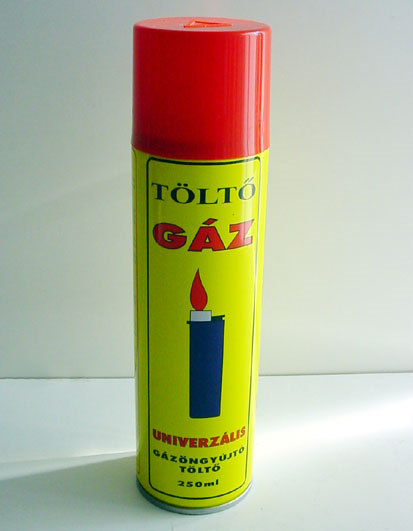 TÖLTŐ
GÁZ
UNIVERZÁLIS
GÁZÖNGYÚJTÓ
TÖLTŐ
250ml